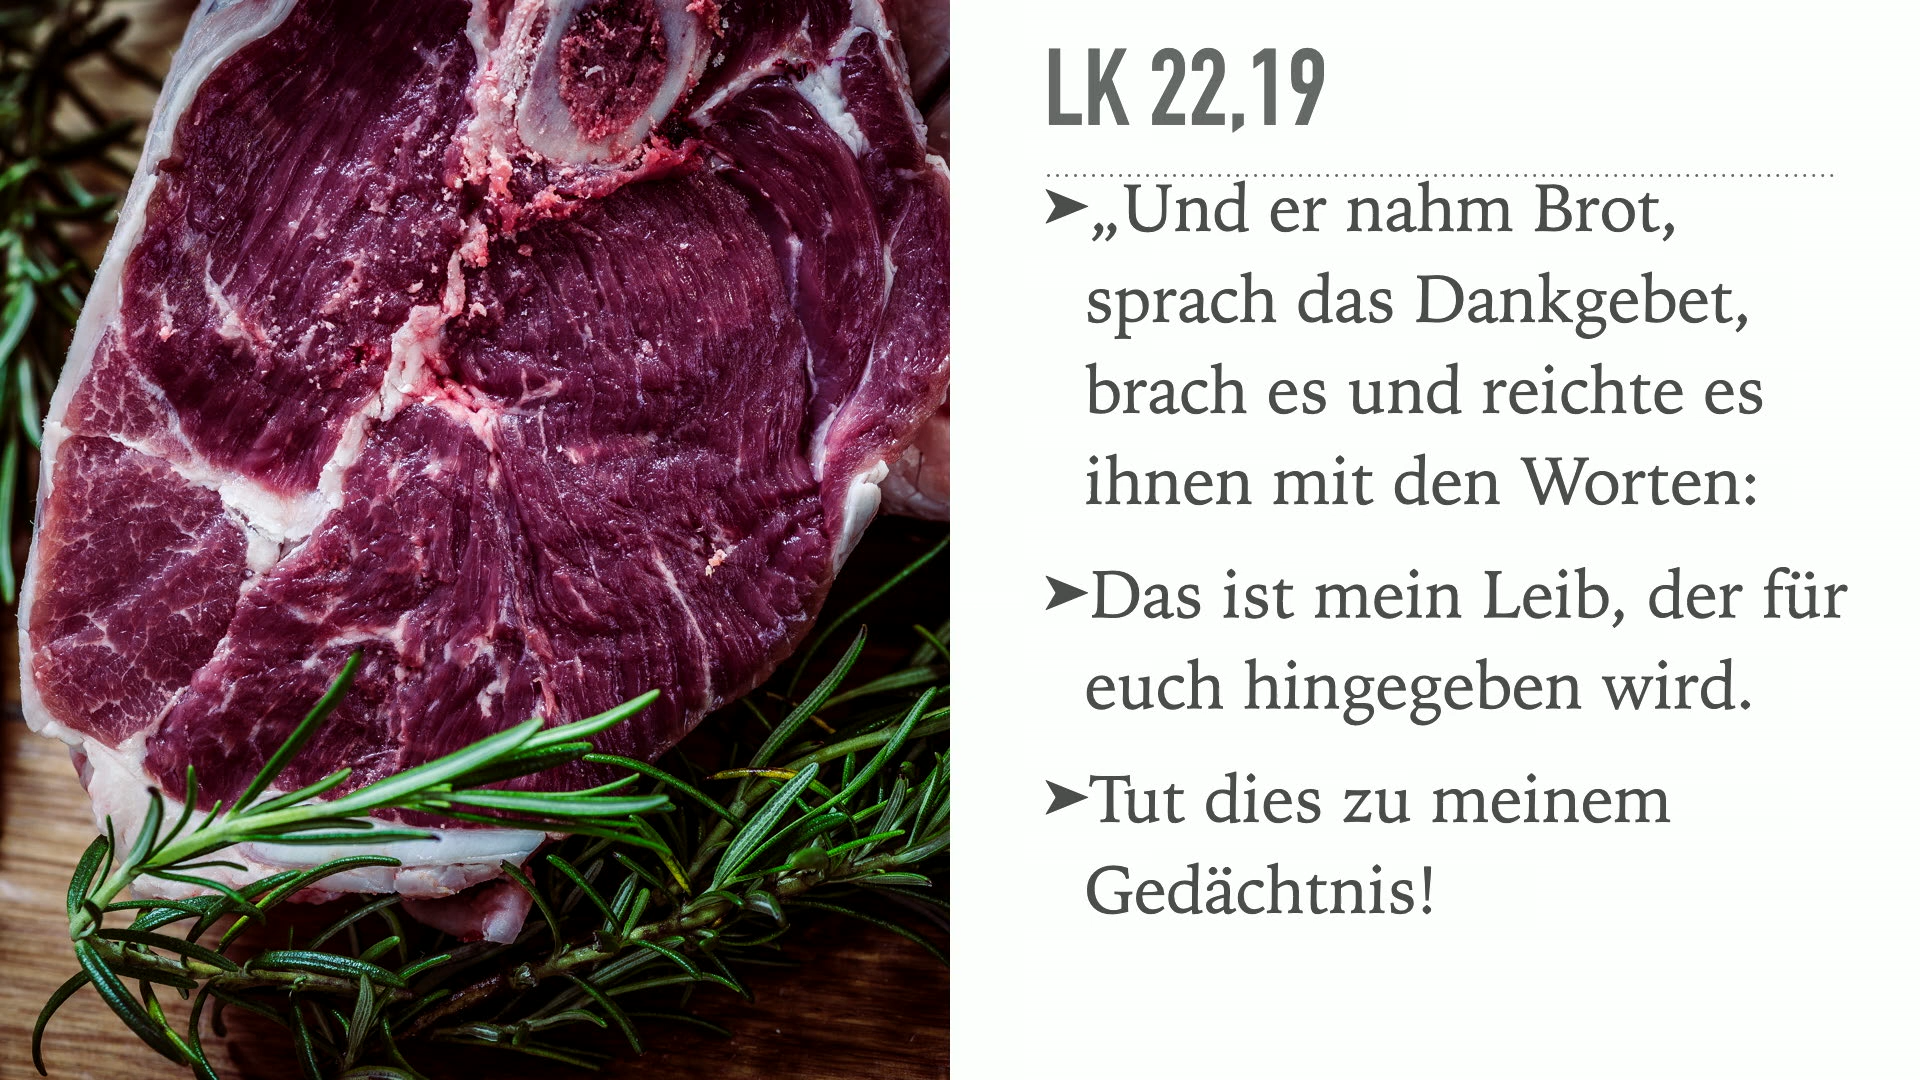 LK 22,19
➤„Und er nahm Brot,
sprach das Dankgebet,
brach es und reichte es
ihnen mit den Worten:
➤Das ist mein Leib, der für
euch hingegeben wird.
➤Tut dies zu meinem
Gedächtnis!